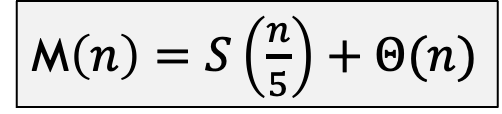 M(n) = S(n/5) + Θ(n)